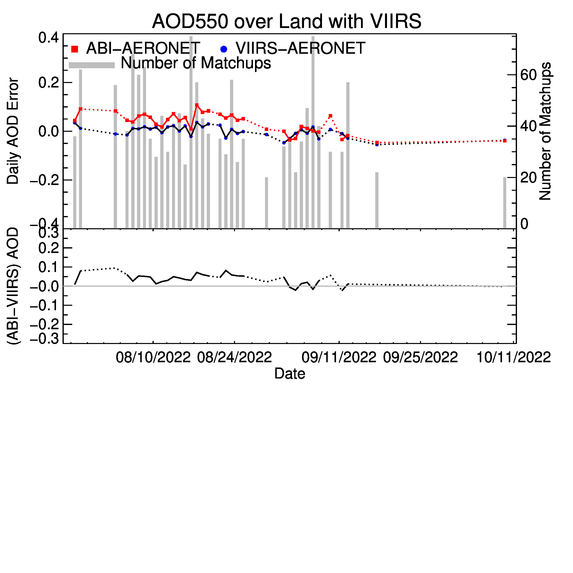 AOD550 over Land with VIIRS
ABI-AERONET
VIIRS-AERONET
Number of Matchups
Daily AOD Error
0.4
0.2
0.0
-0.2
-0.4
Number of Matchups
60
40
20
0
(ABI-VIIRS) AOD
0.3
0.2
0.1
-0.0
-0.1
-0.2
-0.3
08/10/2022 08/24/2022 09/11/2022 09/25/2022 10/11/2022
Date